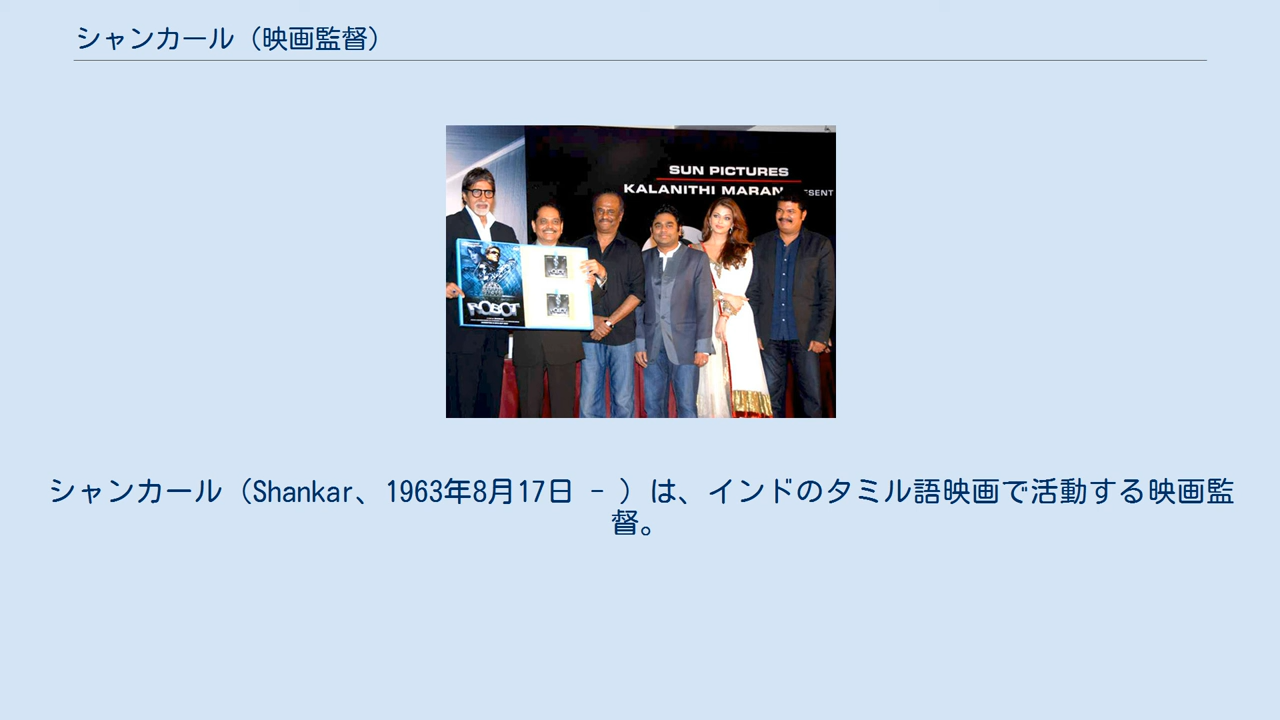 シャンカール（映画監督）
SUN PICTURES
KALANITHI MARAN
ROBOT
シャンカール（Shankar、1963年8月17日 - ）は、インドのタミル語映画で活動する映画監
督。